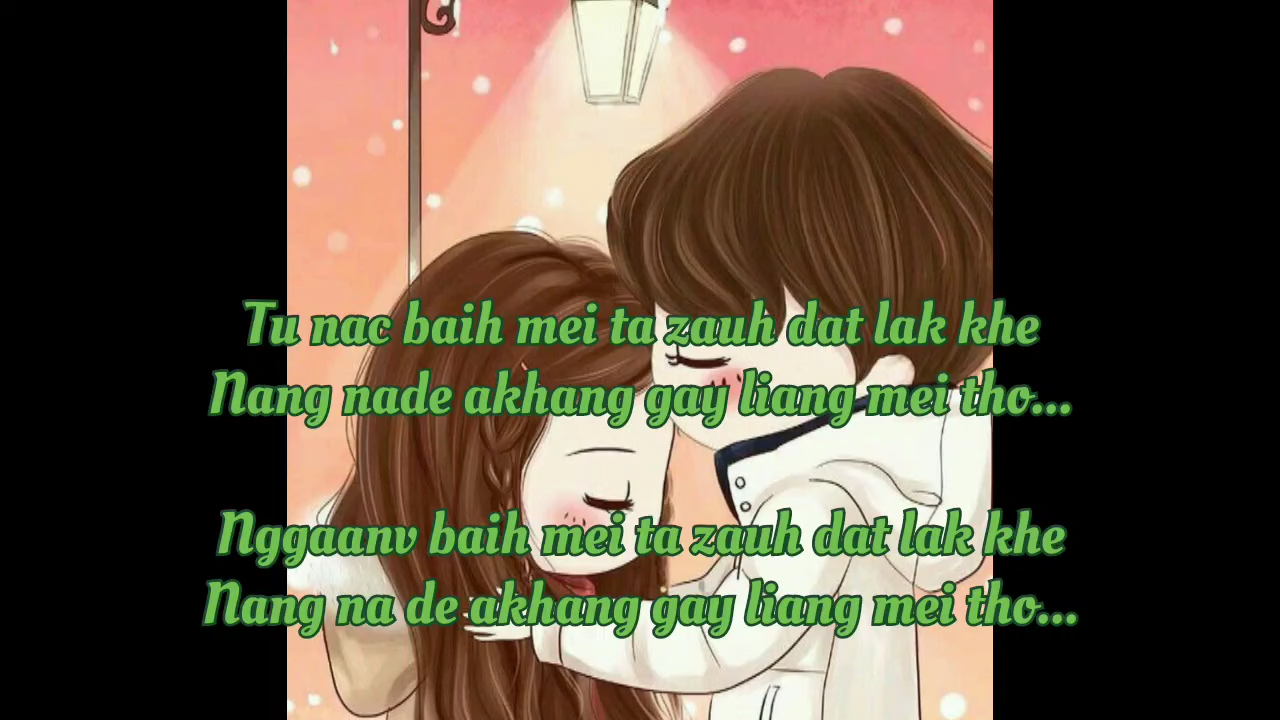 Tu nac baih mei ta zauh dat lak khe
Nang nade akhang gay liang mei tho...
Nggaanv baih mei ta zauh dat lak khe
Nang na de akhang gay liang mei tho...